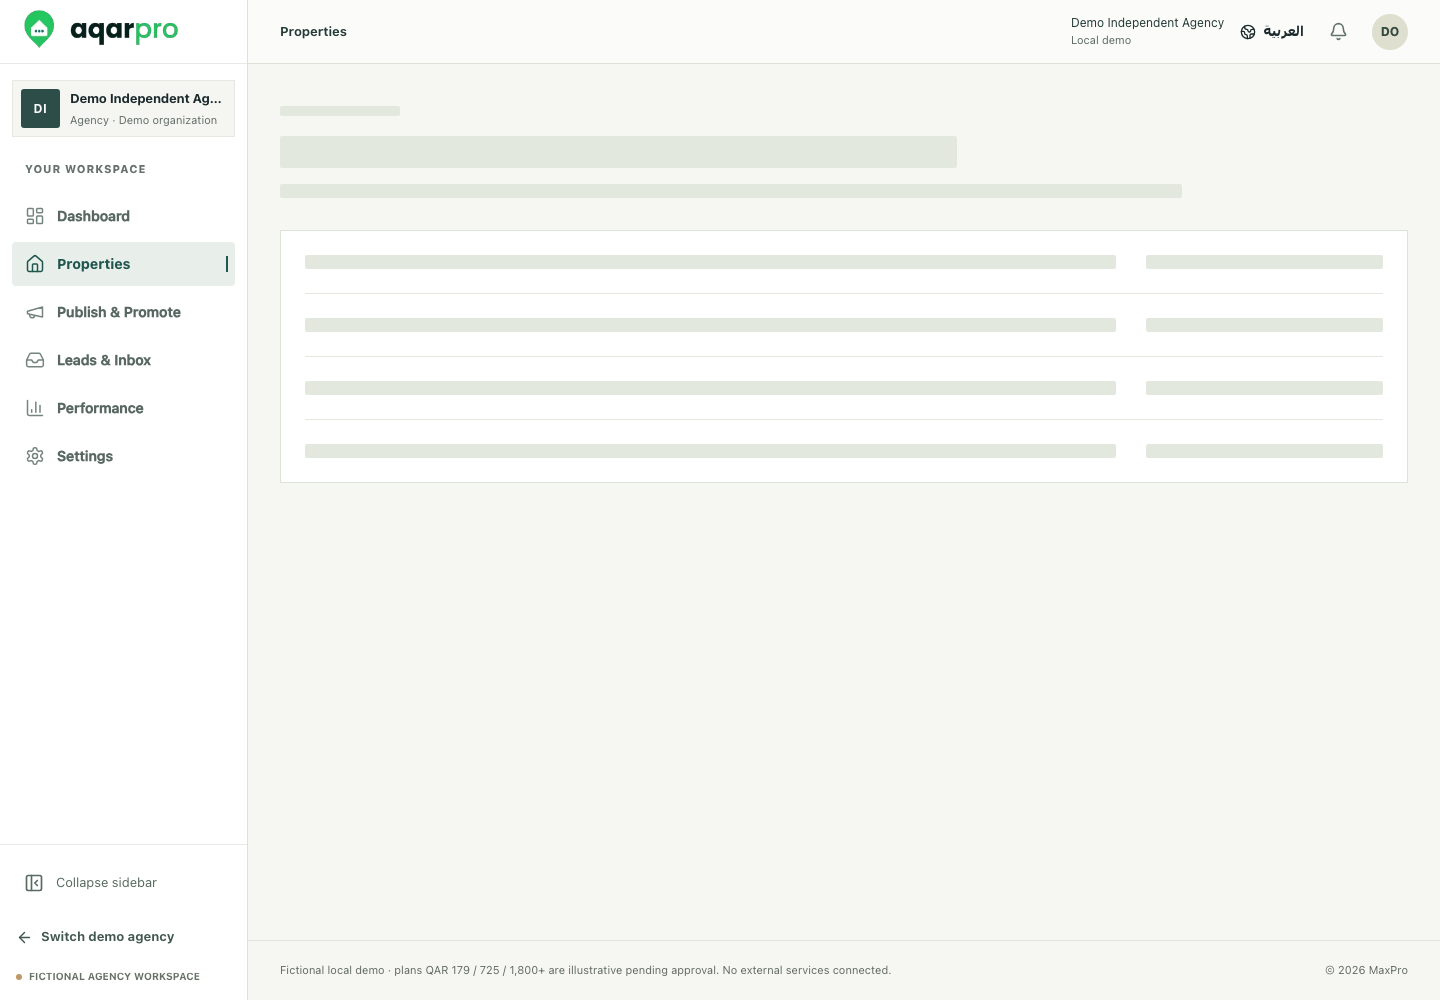 aqarpro
Demo Independent Ag...
DI
Agency · Demo organization
YOUR WORKSPACE
Dashboard
Properties
Publish & Promote
Leads & Inbox
Performance
Settings
Collapse sidebar
Switch demo agency
FICTIONAL AGENCY WORKSPACE
Properties
Demo Independent Agency
Local demo
العربية
DO
Fictional local demo · plans QAR 179 / 725 / 1,800+ are illustrative pending approval. No external services connected.
© 2026 MaxPro